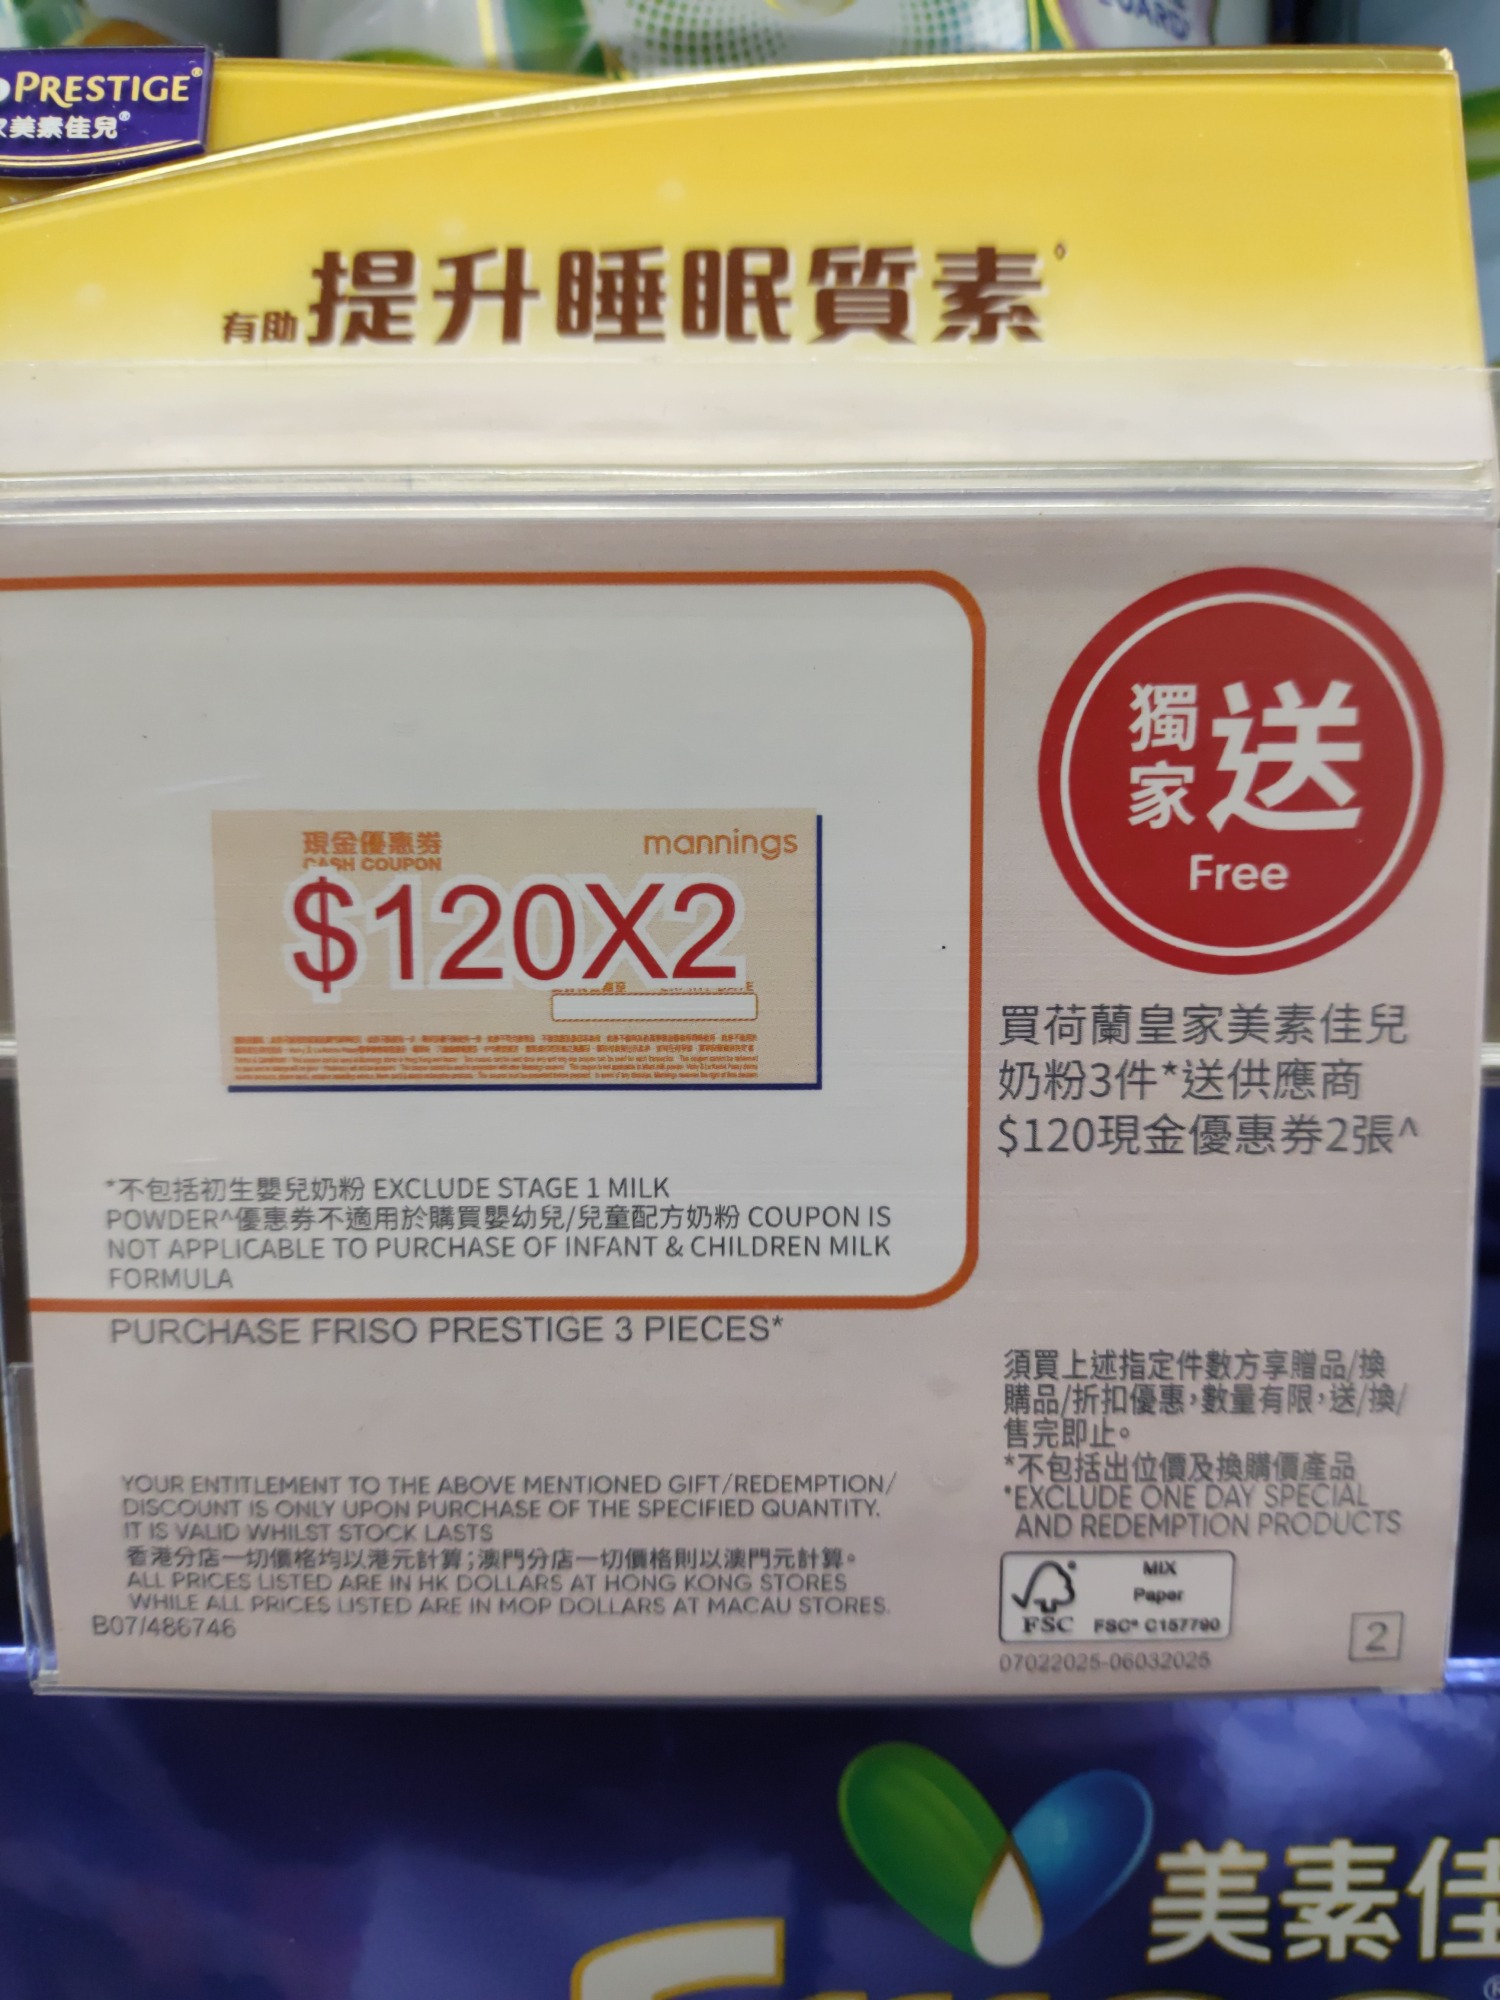 PRESTIGE®
美素佳兒®
有助提升睡眠質素◊
現金優惠券
CASH COUPON
mannings
$120X2
獨家送
Free
買荷蘭皇家美素佳兒
奶粉3件*送供應商
$120現金優惠券2張^
*不包括初生嬰兒奶粉 EXCLUDE STAGE 1 MILK
POWDER^優惠券不適用於購買嬰幼兒/兒童配方奶粉 COUPON IS
NOT APPLICABLE TO PURCHASE OF INFANT & CHILDREN MILK
FORMULA
PURCHASE FRISO PRESTIGE 3 PIECES*
須買上述指定件數方享贈品/換
購品/折扣優惠，數量有限，送/換/
售完即止。
*不包括出位價及換購價產品
*EXCLUDE ONE DAY SPECIAL
AND REDEMPTION PRODUCTS
YOUR ENTITLEMENT TO THE ABOVE MENTIONED GIFT/REDEMPTION/
DISCOUNT IS ONLY UPON PURCHASE OF THE SPECIFIED QUANTITY.
IT IS VALID WHILST STOCK LASTS
香港分店一切價格均以港元計算；澳門分店一切價格則以澳門元計算。
ALL PRICES LISTED ARE IN HK DOLLARS AT HONG KONG STORES
WHILE ALL PRICES LISTED ARE IN MOP DOLLARS AT MACAU STORES.
B07/486746
FSC
MIX
Paper
FSC® C157790
07022025-06032025
2
美素佳